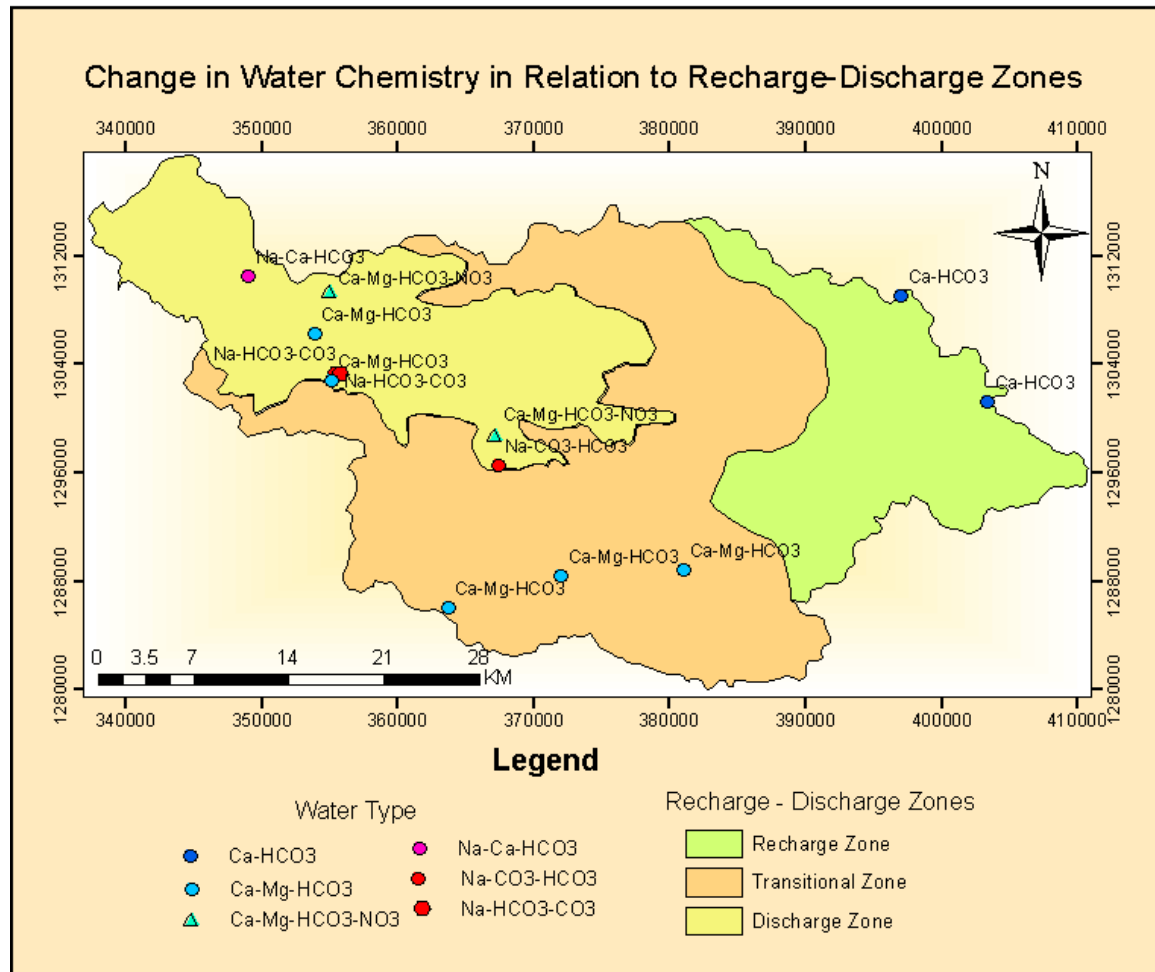 Change in Water Chemistry in Relation to Recharge-Discharge Zones
340000 350000 360000 370000 380000 390000 400000 410000
N
1312000 1312000
Na-Ca-HCO3
Ca-HCO3
Ca-Mg-HCO3-NO3
Ca-Mg-HCO3
1304000 1304000
Na-HCO3-CO3 Ca-Mg-HCO3
Na-HCO3-CO3
Ca-HCO3
Ca-Mg-HCO3-NO3
Na-CO3-HCO3
1296000 1296000
Ca-Mg-HCO3 Ca-Mg-HCO3
Ca-Mg-HCO3
1288000 1288000
0 3.5 7 14 21 28
KM
1280000 1280000
340000 350000 360000 370000 380000 390000 400000 410000
Legend
Water Type
Ca-HCO3
Ca-Mg-HCO3
Ca-Mg-HCO3-NO3
Na-Ca-HCO3
Na-CO3-HCO3
Na-HCO3-CO3
Recharge - Discharge Zones
Recharge Zone
Transitional Zone
Discharge Zone